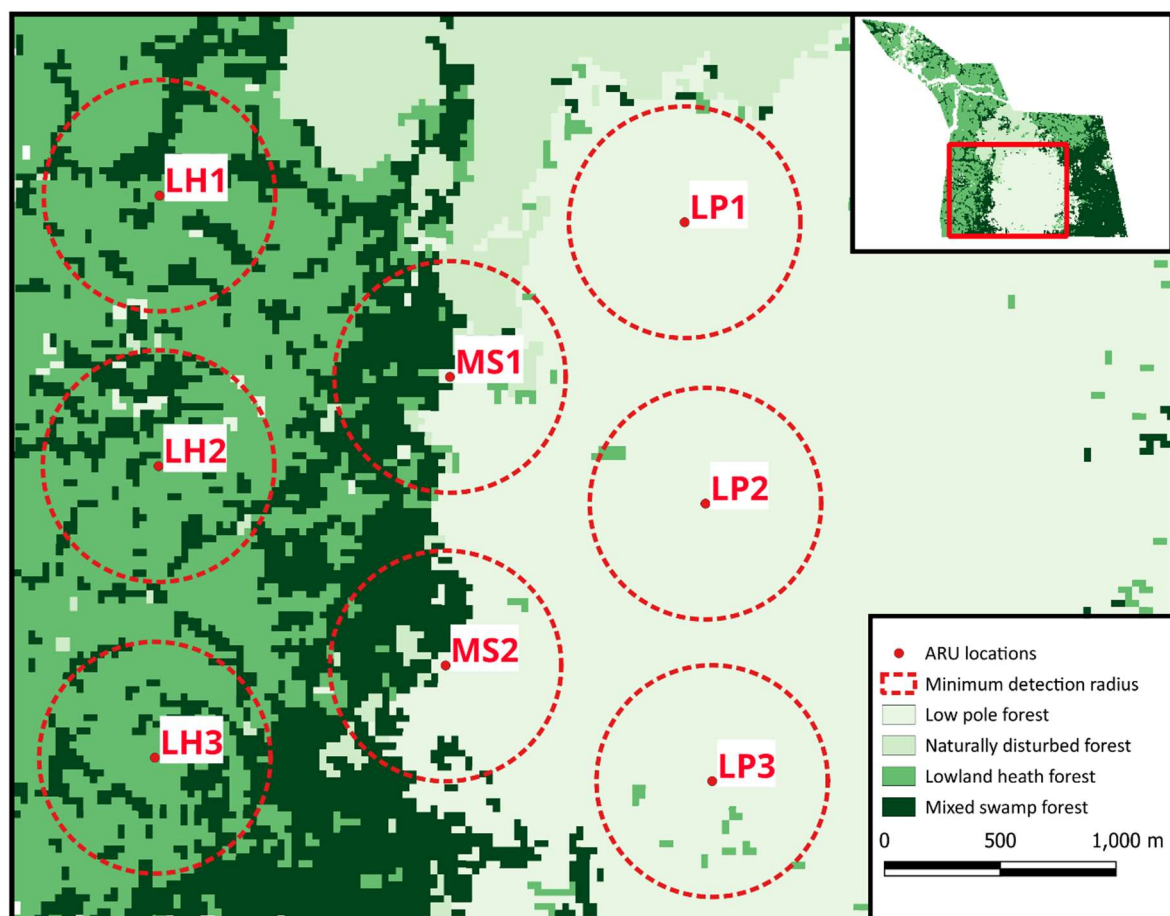 LH1
LP1
MS1
LH2
LP2
MS2
LH3
LP3
ARU locations
Minimum detection radius
Low pole forest
Naturally disturbed forest
Lowland heath forest
Mixed swamp forest
0 500 1,000 m